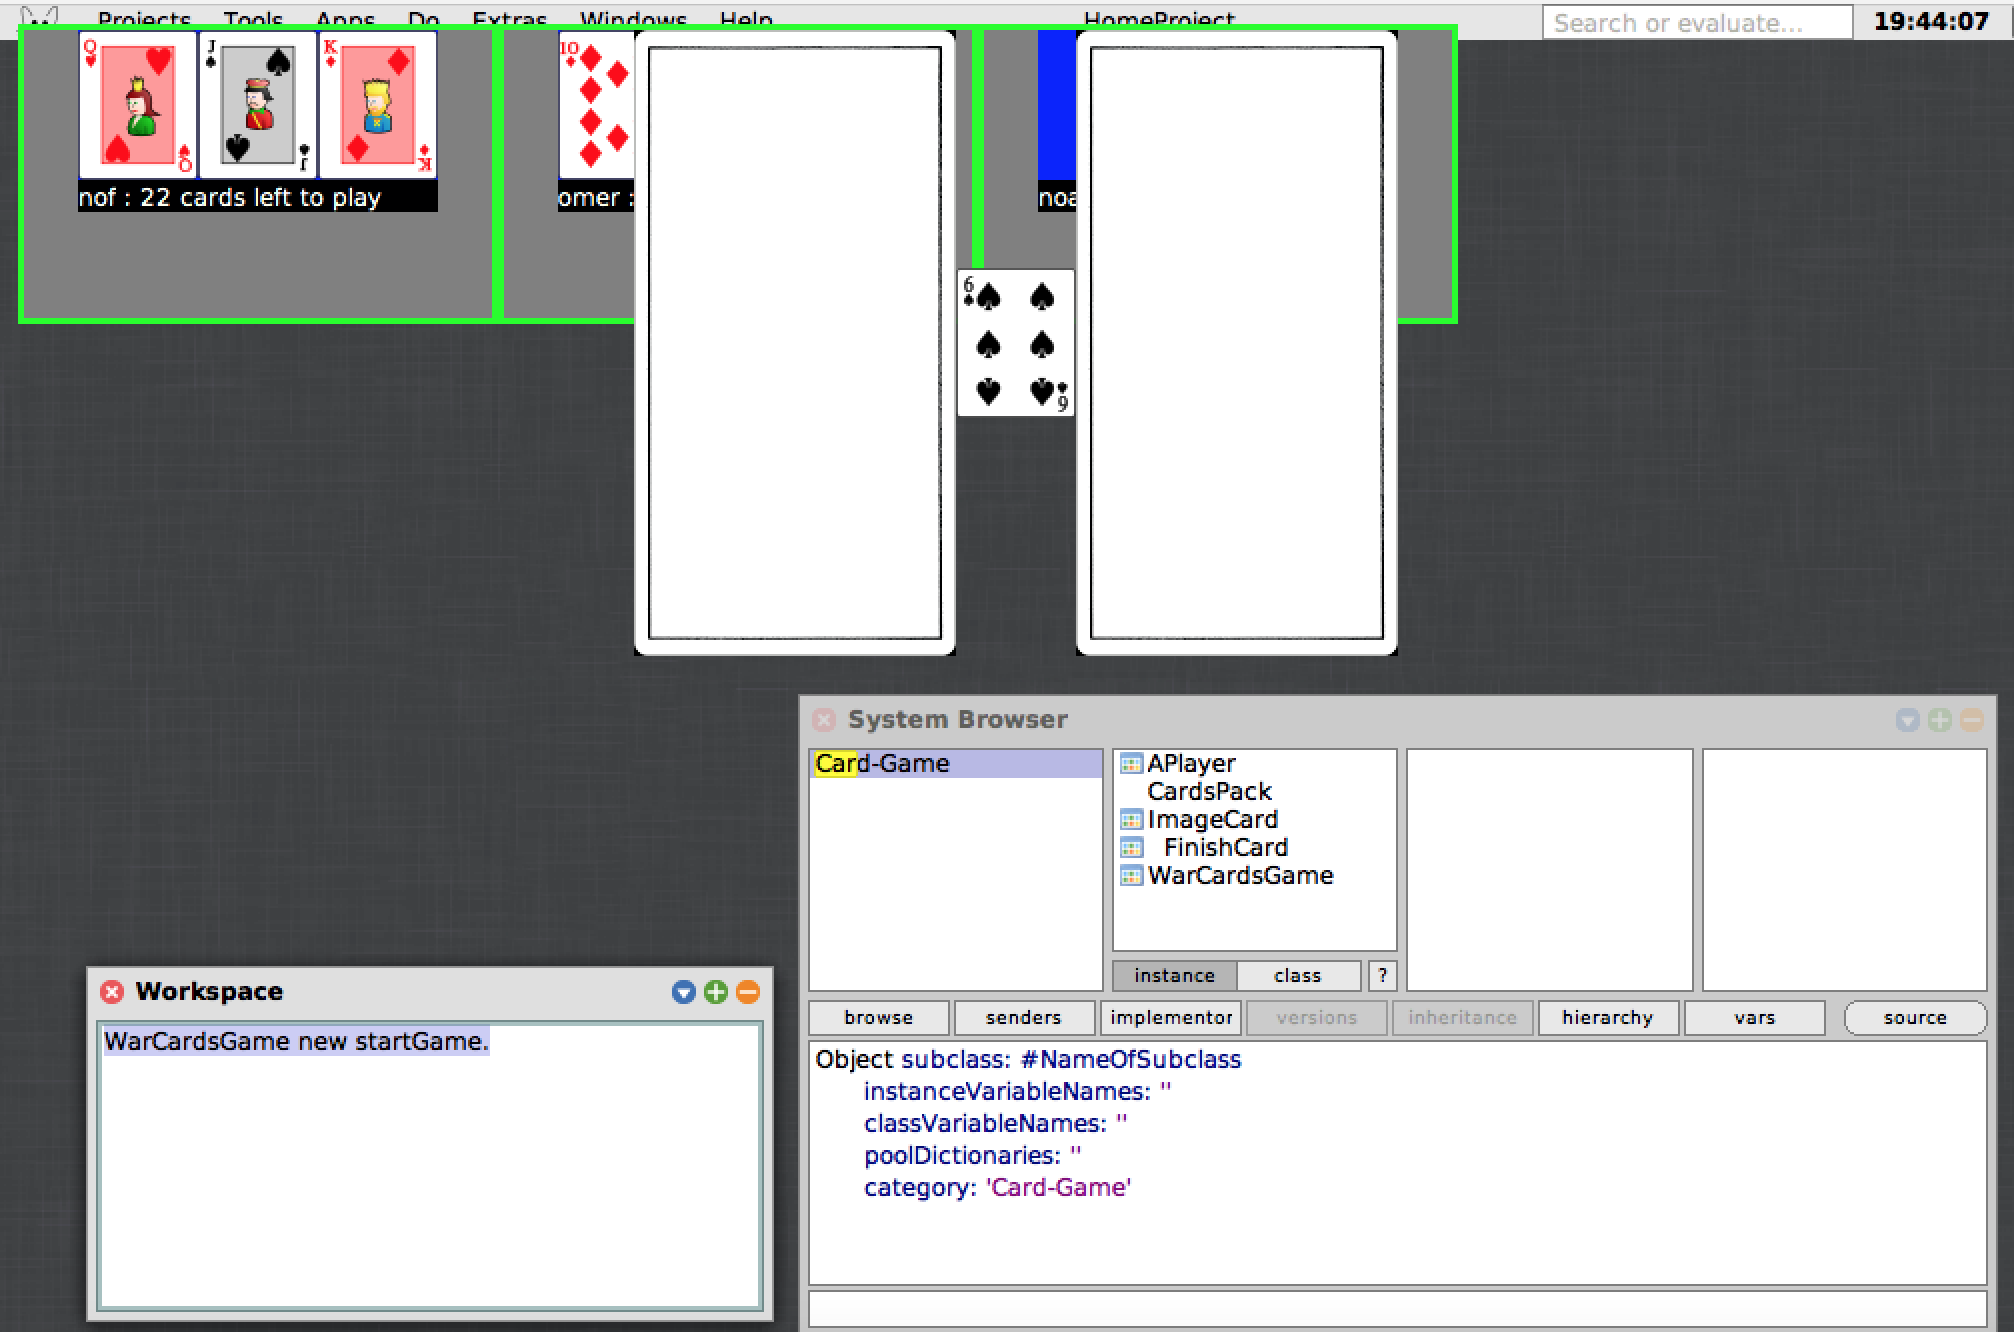 Projects Tools Apps Do Extras Windows Help HomeProject Search or evaluate... 19:44:07
Q J K 10
Q J K
nof : 22 cards left to play omer :
6
6
System Browser
Card-Game
APlayer
CardsPack
ImageCard
FinishCard
WarCardsGame
instance class ?
browse senders implementor versions inheritance hierarchy vars source
Object subclass: #NameOfSubclass
instanceVariableNames: ''
classVariableNames: ''
poolDictionaries: ''
category: 'Card-Game'
Workspace
WarCardsGame new startGame.